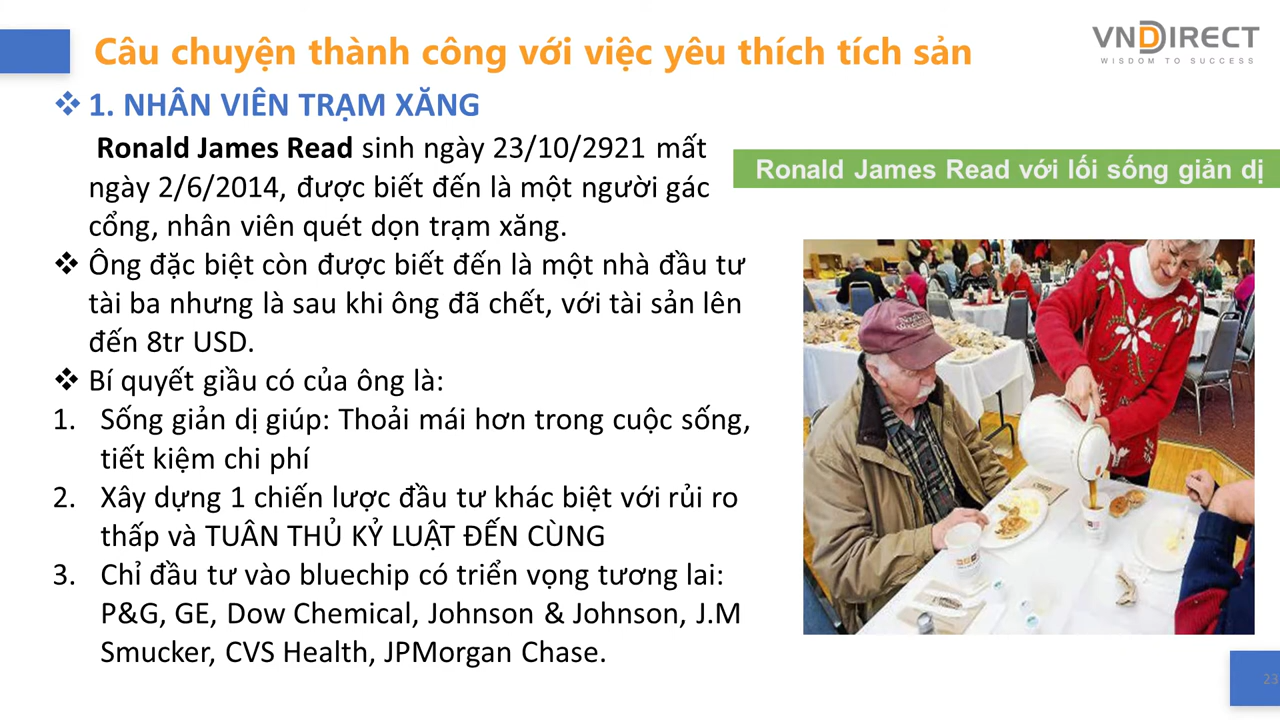 Câu chuyện thành công với việc yêu thích tích sản
VNDIRECT
WISDOM TO SUCCESS
1. NHÂN VIÊN TRẠM XĂNG
Ronald James Read sinh ngày 23/10/2921 mất
ngày 2/6/2014, được biết đến là một người gác
cổng, nhân viên quét dọn trạm xăng.
Ronald James Read với lối sống giản dị
Ông đặc biệt còn được biết đến là một nhà đầu tư
tài ba nhưng là sau khi ông đã chết, với tài sản lên
đến 8tr USD.
Bí quyết giầu có của ông là:
1. Sống giản dị giúp: Thoải mái hơn trong cuộc sống,
tiết kiệm chi phí
2. Xây dựng 1 chiến lược đầu tư khác biệt với rủi ro
thấp và TUÂN THỦ KỶ LUẬT ĐẾN CÙNG
3. Chỉ đầu tư vào bluechip có triển vọng tương lai:
P&G, GE, Dow Chemical, Johnson & Johnson, J.M
Smucker, CVS Health, JPMorgan Chase.
23